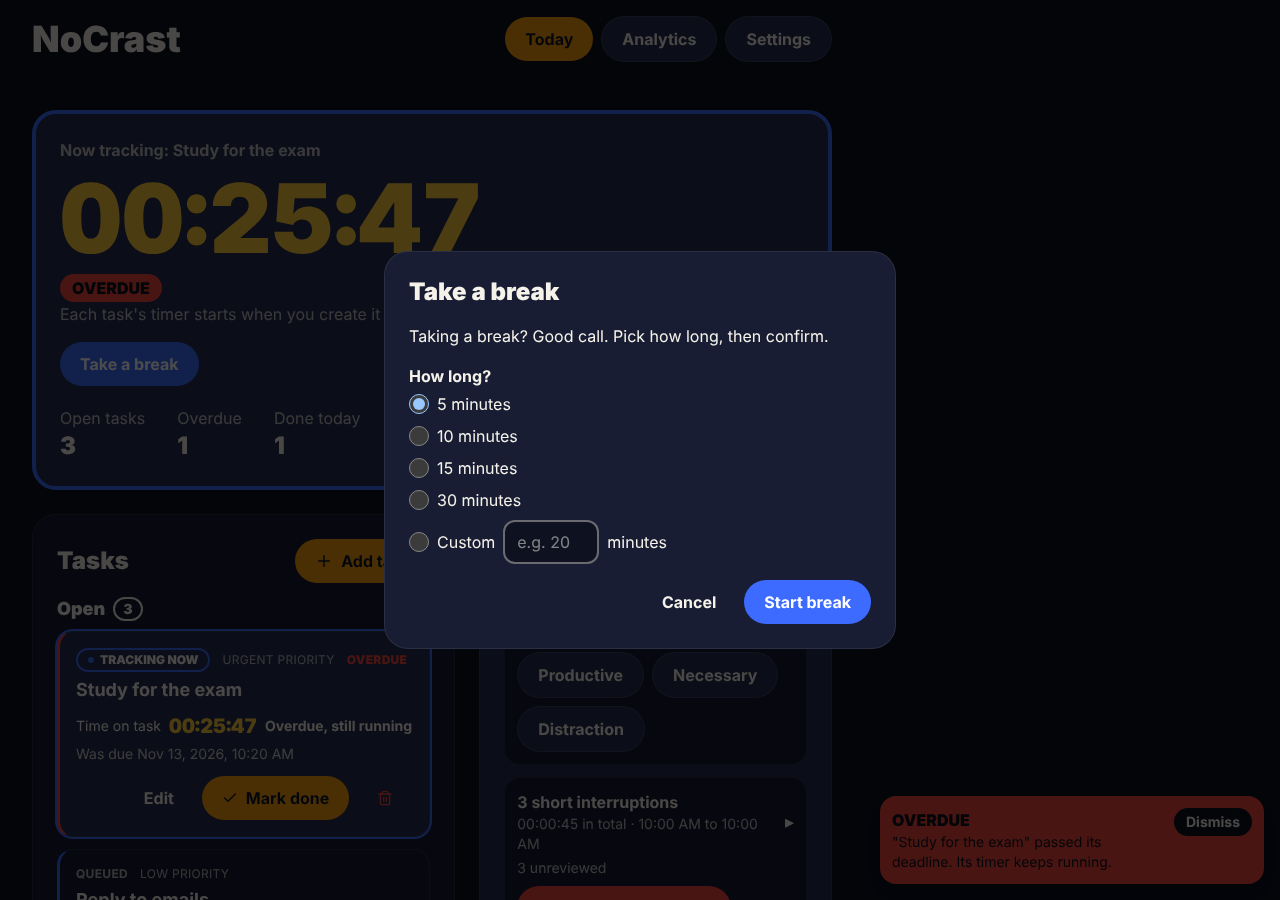 NoCrast
Today
Analytics
Settings
Now tracking: Study for the exam
00:25:47
OVERDUE
Each task's timer starts when you create it
Take a break
Open tasks
Overdue
Done today
3
1
1
Take a break
Taking a break? Good call. Pick how long, then confirm.
How long?
5 minutes
10 minutes
15 minutes
30 minutes
Custom e.g. 20 minutes
Cancel
Start break
Tasks
Open 3
TRACKING NOW URGENT PRIORITY OVERDUE
Study for the exam
Time on task 00:25:47 Overdue, still running
Was due Nov 13, 2026, 10:20 AM
Edit
Mark done
QUEUED LOW PRIORITY
Reply to emails
Productive
Necessary
Distraction
3 short interruptions
00:00:45 in total · 10:00 AM to 10:00
AM
3 unreviewed
OVERDUE
Dismiss
"Study for the exam" passed its
deadline. Its timer keeps running.